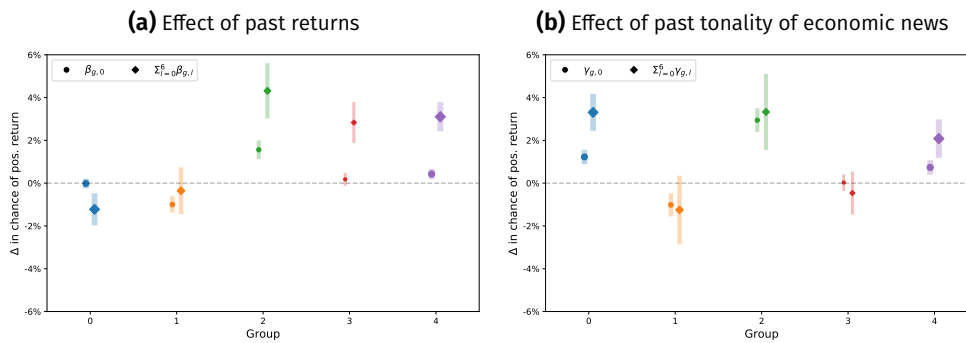 (a) Effect of past returns
6%
4%
2%
0%
-2%
-4%
-6%
Δ in chance of pos. return
β_{g,0}
Σ_{l=0}^{6}β_{g,l}
0 1 2 3 4
Group
(b) Effect of past tonality of economic news
6%
4%
2%
0%
-2%
-4%
-6%
Δ in chance of pos. return
γ_{g,0}
Σ_{l=0}^{6}γ_{g,l}
0 1 2 3 4
Group